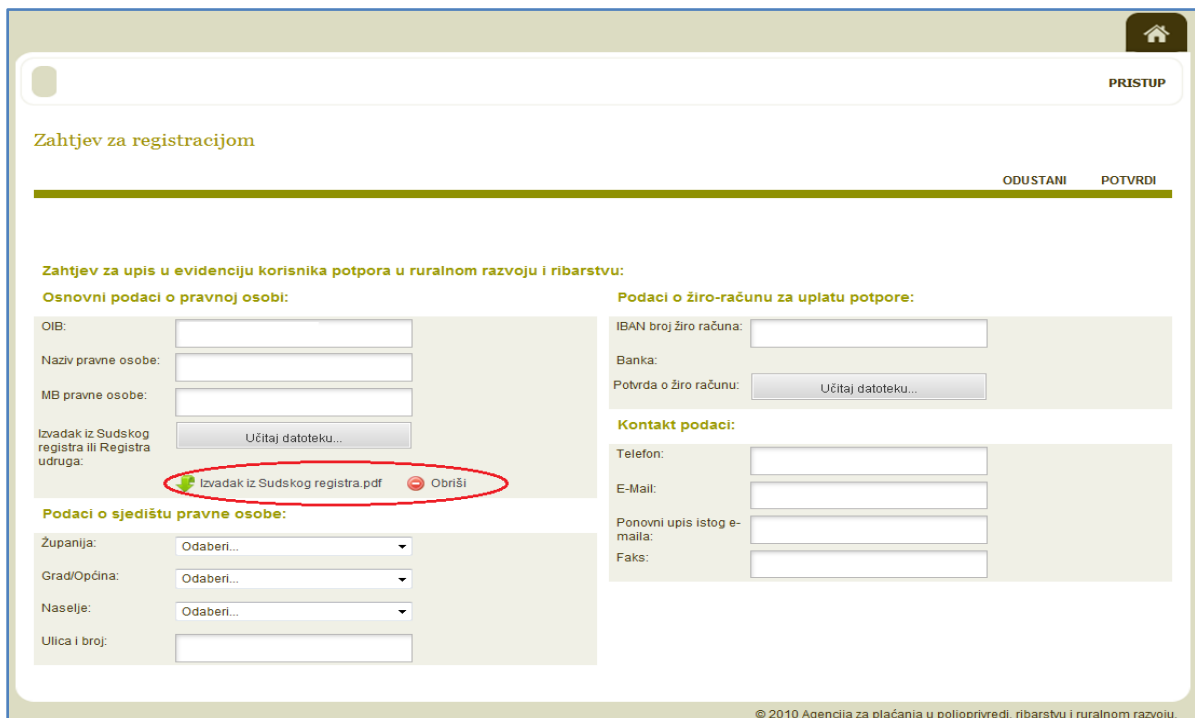 PRISTUP
Zahtjev za registracijom
ODUSTANI POTVRDI
Zahtjev za upis u evidenciju korisnika potpora u ruralnom razvoju i ribarstvu:
Osnovni podaci o pravnoj osobi:
OIB:
Naziv pravne osobe:
MB pravne osobe:
Izvadak iz Sudskog
registra ili Registra
udruga:
Učitaj datoteku...
Izvadak iz Sudskog registra.pdf Obriši
Podaci o sjedištu pravne osobe:
Županija: Odaberi...
Grad/Općina: Odaberi...
Naselje: Odaberi...
Ulica i broj:
Podaci o žiro-računu za uplatu potpore:
IBAN broj žiro računa:
Banka:
Potvrda o žiro računu: Učitaj datoteku...
Kontakt podaci:
Telefon:
E-Mail:
Ponovni upis istog e-
maila:
Faks:
© 2010 Agencija za plaćanja u poljoprivredi, ribarstvu i ruralnom razvoju.